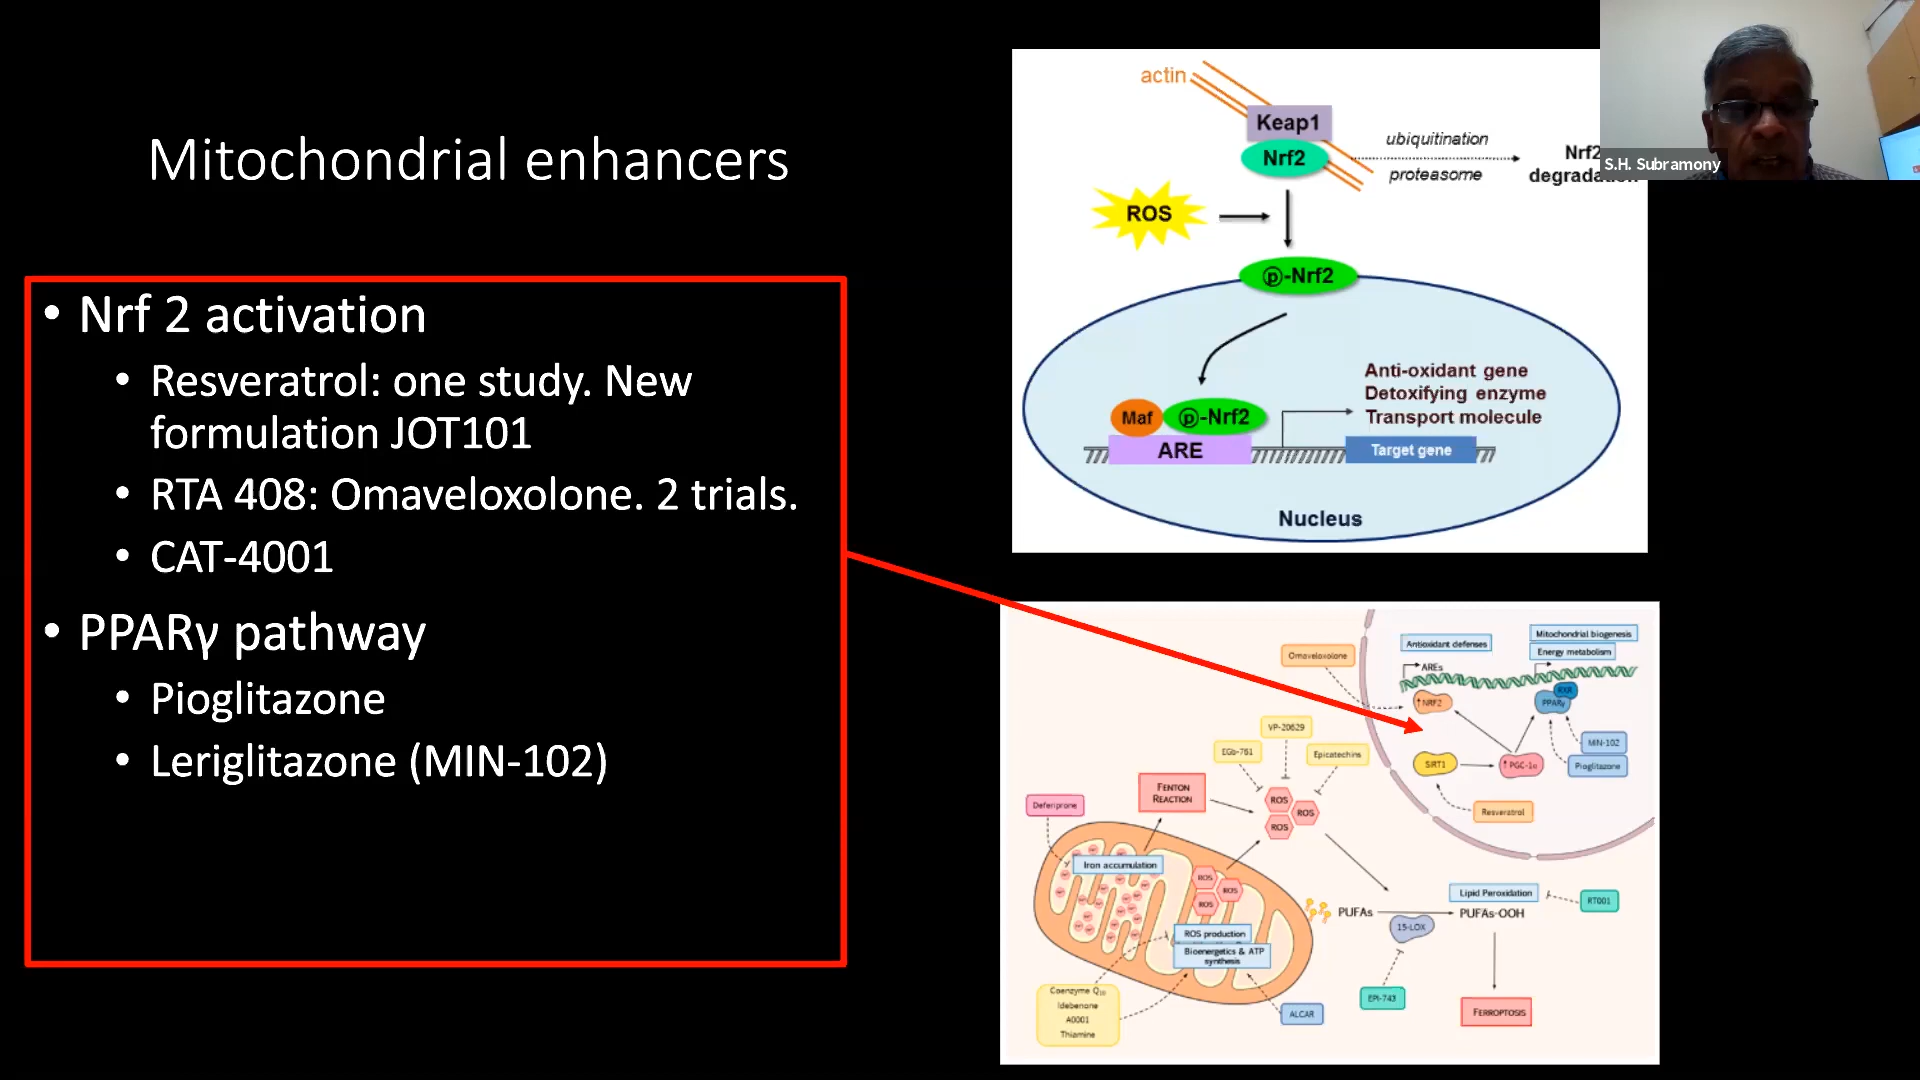 Mitochondrial enhancers
• Nrf 2 activation
• Resveratrol: one study. New
formulation JOT101
• RTA 408: Omaveloxolone. 2 trials.
• CAT-4001
• PPARγ pathway
• Pioglitazone
• Leriglitazone (MIN-102)
actin
Keap1
Nrf2
ubiquitination
proteasome
Nrf2
degradation
ROS
p-Nrf2
Maf
p-Nrf2
ARE
Anti-oxidant gene
Detoxifying enzyme
Transport molecule
Target gene
Nucleus
S.H. Subramony
Omaveloxolone
Antioxidant defenses
Mitochondrial biogenesis
Energy metabolism
AREs
↑NRF2
RXR
PPARγ
MIN-102
Pioglitazone
SIRT1
↑PGC-1α
Resveratrol
VP-20629
EGb-761
Epicatechins
FENTON
REACTION
ROS
ROS
ROS
Deferiprone
Iron accumulation
ROS
ROS
ROS
ROS production
Bioenergetics & ATP
synthesis
PUFAs
Lipid Peroxidation
PUFAs-OOH
RT001
15-LOX
EPI-743
FERROPTOSIS
Coenzyme Q10
Idebenone
A0001
Thiamine
ALCAR